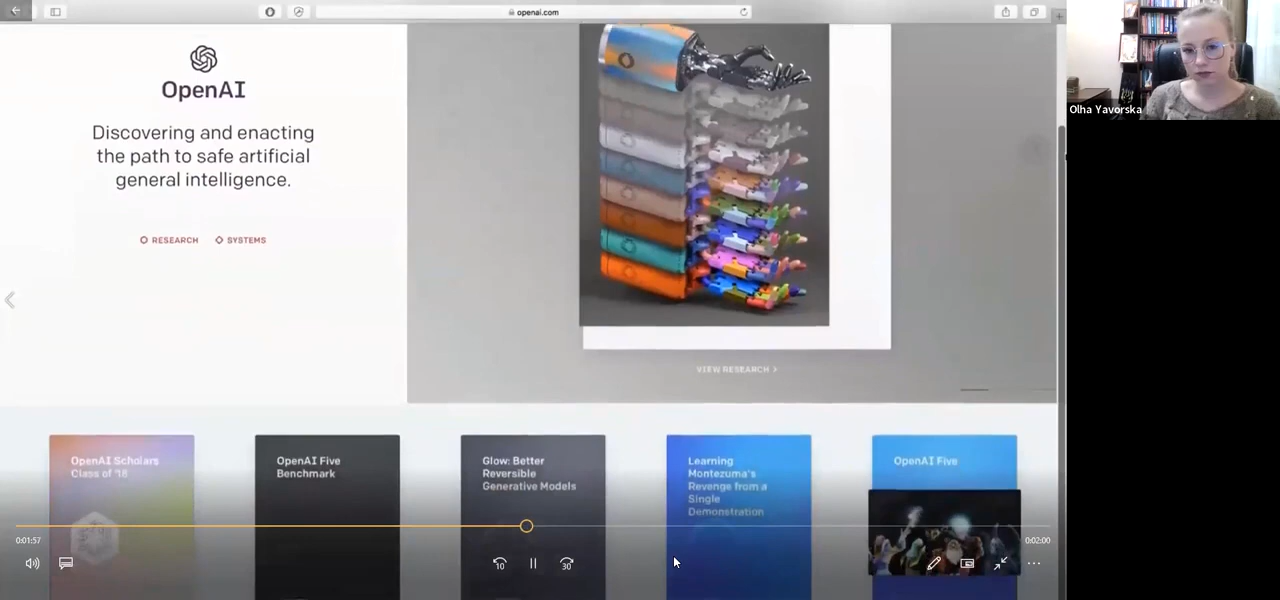 openai.com
OpenAI
Discovering and enacting
the path to safe artificial
general intelligence.
RESEARCH SYSTEMS
VIEW RESEARCH
OpenAI Scholars
Class of '18
OpenAI Five
Benchmark
Glow: Better
Reversible
Generative Models
Learning
Montezuma's
Revenge from a
Single
Demonstration
OpenAI Five
0:01:57
0:02:00
10
30
Olha Yavorska